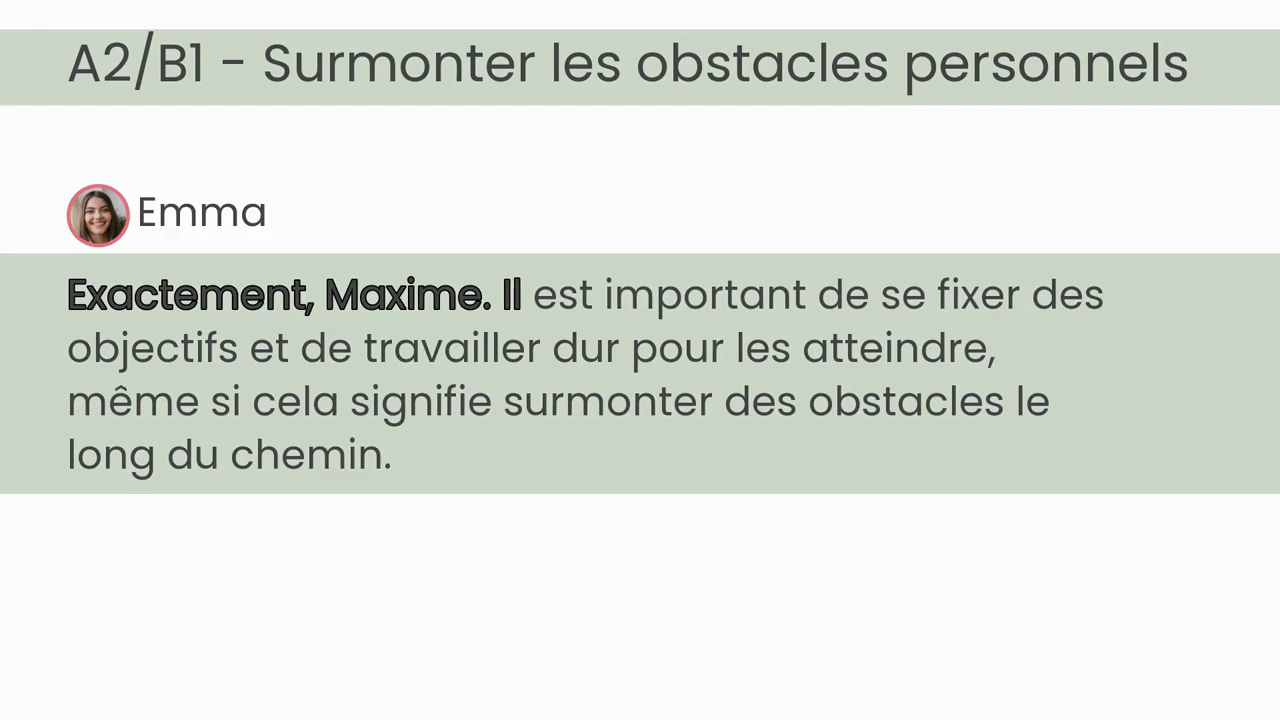 A2/B1 - Surmonter les obstacles personnels
Emma
Exactement, Maxime. Il est important de se fixer des
objectifs et de travailler dur pour les atteindre,
même si cela signifie surmonter des obstacles le
long du chemin.